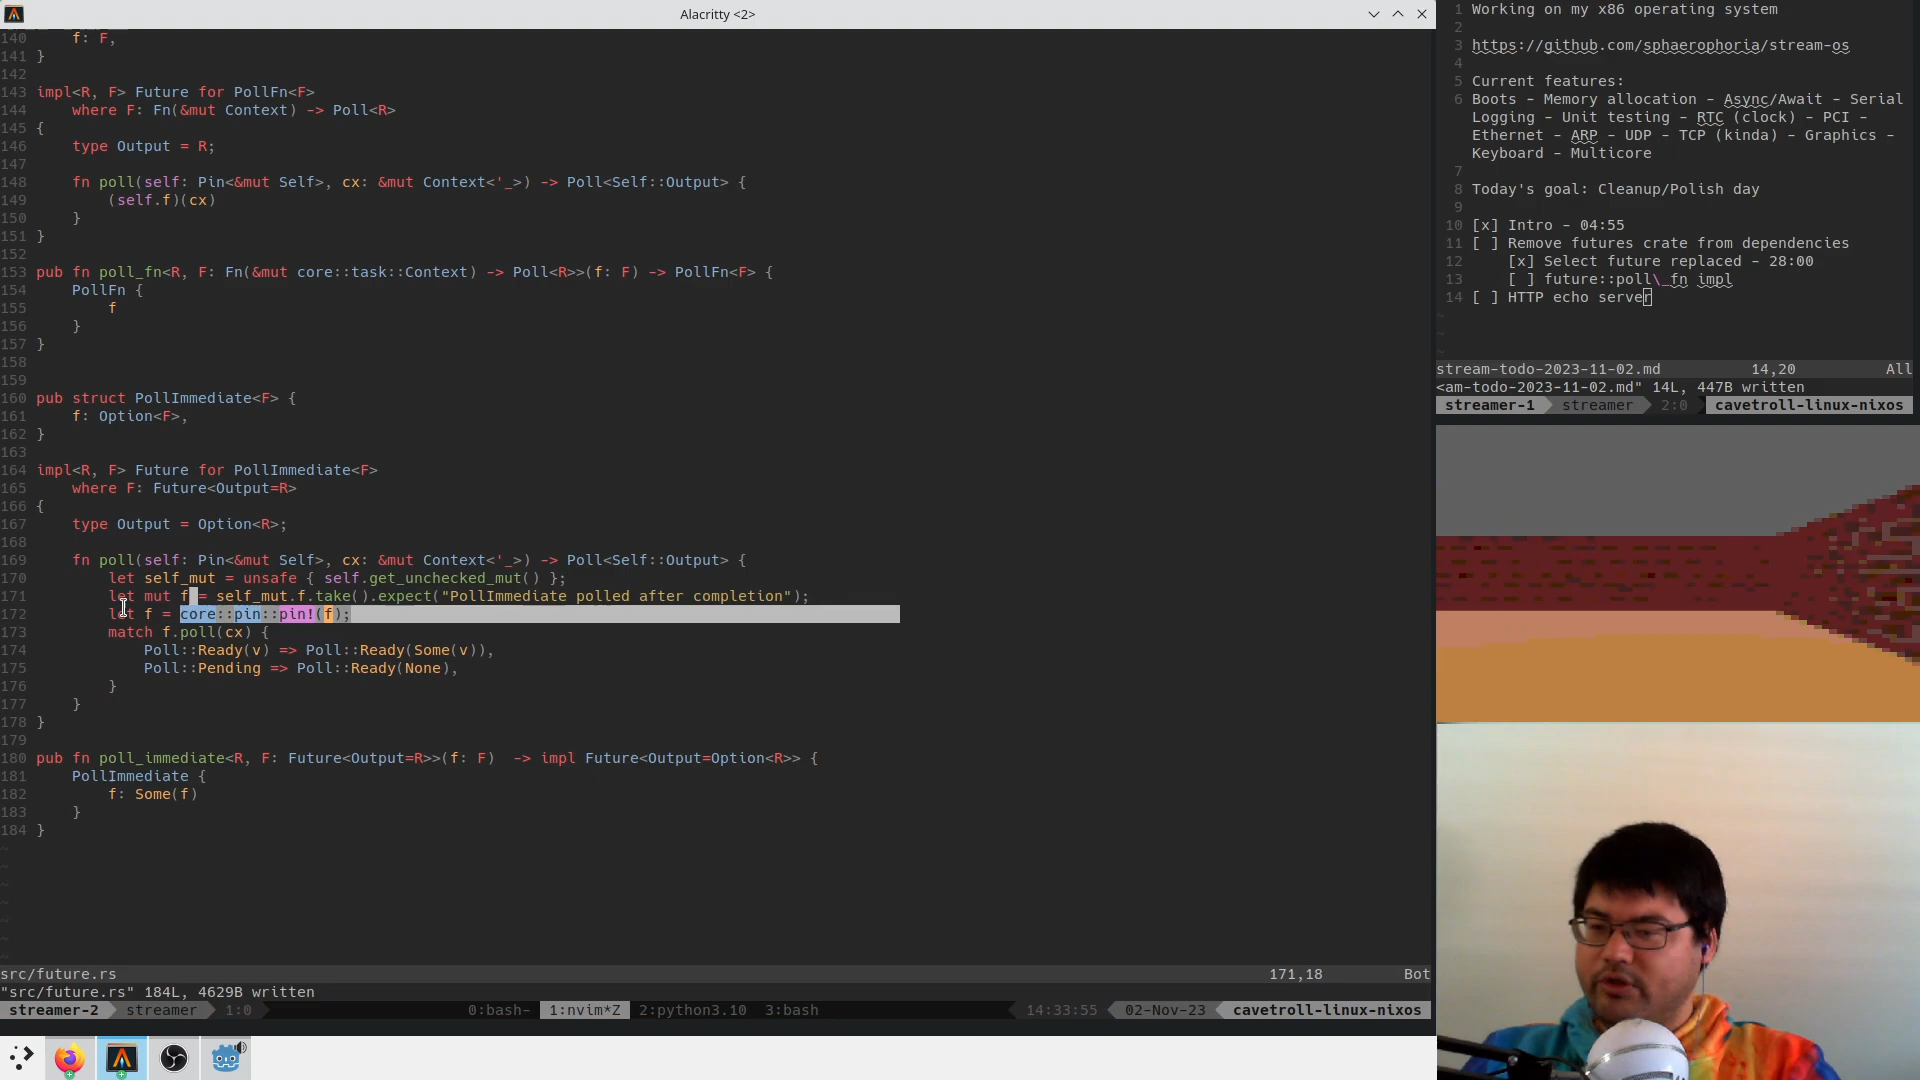 Alacritty <2>
140 f: F,
141 }
142
143 impl<R, F> Future for PollFn<F>
144 where F: Fn(&mut Context) -> Poll<R>
145 {
146 type Output = R;
147
148 fn poll(self: Pin<&mut Self>, cx: &mut Context<'_>) -> Poll<Self::Output> {
149 (self.f)(cx)
150 }
151 }
152
153 pub fn poll_fn<R, F: Fn(&mut core::task::Context) -> Poll<R>>(f: F) -> PollFn<F> {
154 PollFn {
155 f
156 }
157 }
158
159
160 pub struct PollImmediate<F> {
161 f: Option<F>,
162 }
163
164 impl<R, F> Future for PollImmediate<F>
165 where F: Future<Output=R>
166 {
167 type Output = Option<R>;
168
169 fn poll(self: Pin<&mut Self>, cx: &mut Context<'_>) -> Poll<Self::Output> {
170 let self_mut = unsafe { self.get_unchecked_mut() };
171 let mut f = self_mut.f.take().expect("PollImmediate polled after completion");
172 let f = core::pin::pin!(f);
173 match f.poll(cx) {
174 Poll::Ready(v) => Poll::Ready(Some(v)),
175 Poll::Pending => Poll::Ready(None),
176 }
177 }
178 }
179
180 pub fn poll_immediate<R, F: Future<Output=R>>(f: F)  -> impl Future<Output=Option<R>> {
181 PollImmediate {
182 f: Some(f)
183 }
184 }
~
~
~
~
~
~
~
src/future.rs 171,18 Bot
"src/future.rs" 184L, 4629B written
streamer-2 streamer 1:0 0:bash- 1:nvim*Z 2:python3.10 3:bash 14:33:55 02-Nov-23 cavetroll-linux-nixos
1 Working on my x86 operating system
2
3 https://github.com/sphaerophoria/stream-os
4
5 Current features:
6 Boots - Memory allocation - Async/Await - Serial
Logging - Unit testing - RTC (clock) - PCI -
Ethernet - ARP - UDP - TCP (kinda) - Graphics -
Keyboard - Multicore
7
8 Today's goal: Cleanup/Polish day
9
10 [x] Intro - 04:55
11 [ ] Remove futures crate from dependencies
12 [x] Select future replaced - 28:00
13 [ ] future::poll\_fn impl
14 [ ] HTTP echo server
~
~
~
stream-todo-2023-11-02.md 14,20 All
<am-todo-2023-11-02.md" 14L, 447B written
streamer-1 streamer 2:0 cavetroll-linux-nixos